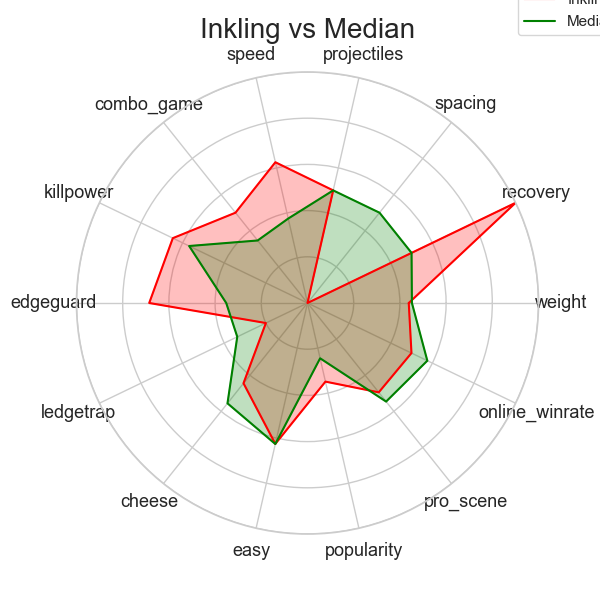 Inkling vs Median
speed
projectiles
combo_game
spacing
killpower
recovery
edgeguard
weight
ledgetrap
online_winrate
cheese
pro_scene
easy
popularity